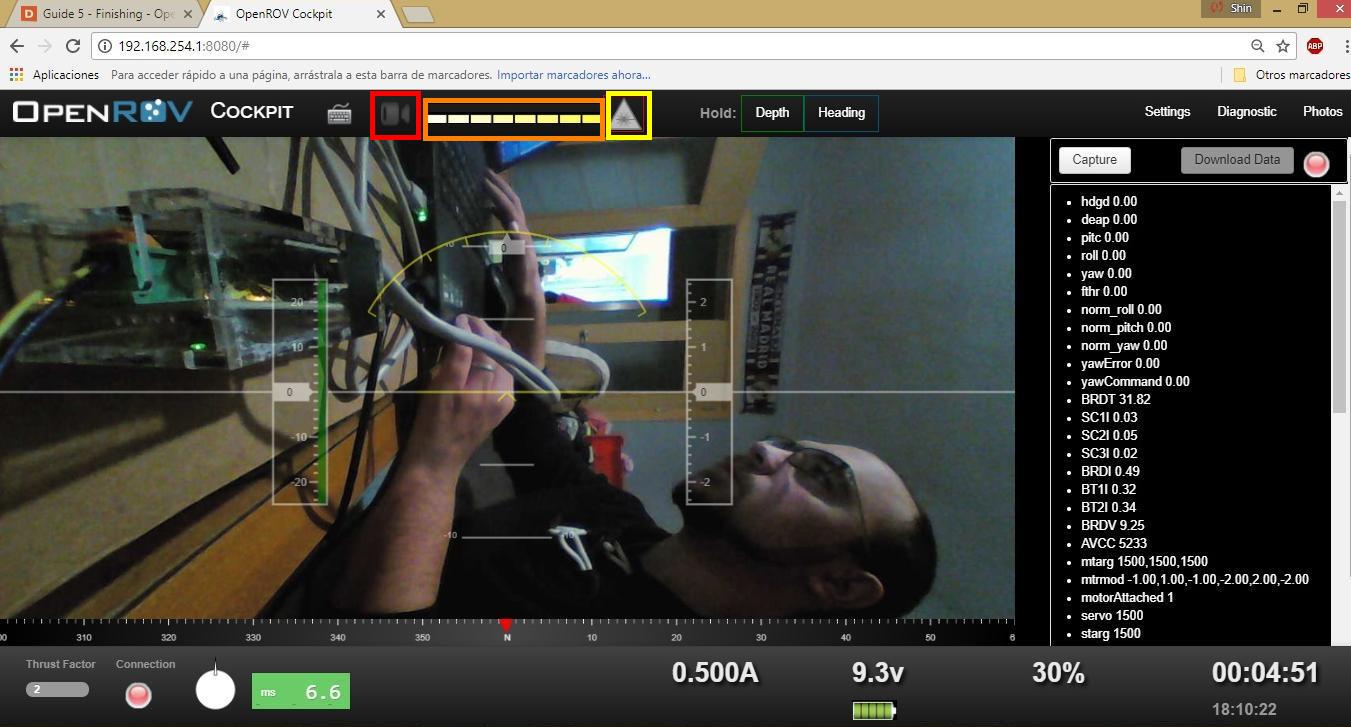 Guide 5 - Finishing - Ope
OpenROV Cockpit
Shin
192.168.254.1:8080/#
ABP
Aplicaciones
Para acceder rápido a una página, arrástrala a esta barra de marcadores. Importar marcadores ahora...
Otros marcadores
OPENROV COCKPIT
Hold: Depth Heading
Settings Diagnostic Photos
Capture Download Data
hdgd 0.00
deap 0.00
pitc 0.00
roll 0.00
yaw 0.00
fthr 0.00
norm_roll 0.00
norm_pitch 0.00
norm_yaw 0.00
yawError 0.00
yawCommand 0.00
BRDT 31.82
SC1I 0.03
SC2I 0.05
SC3I 0.02
BRDI 0.49
BT1I 0.32
BT2I 0.34
BRDV 9.25
AVCC 5233
mtarg 1500,1500,1500
mtrmod -1.00,1.00,-1.00,-2.00,2.00,-2.00
motorAttached 1
servo 1500
starg 1500
0
20
10
0
-10
-20
2
1
0
-1
-2
-10
-10
REAL MADRID
310 320 330 340 350 N 10 20 30 40 50
Thrust Factor
2
Connection
ms 6.6
0.500A
9.3v
30%
00:04:51
18:10:22